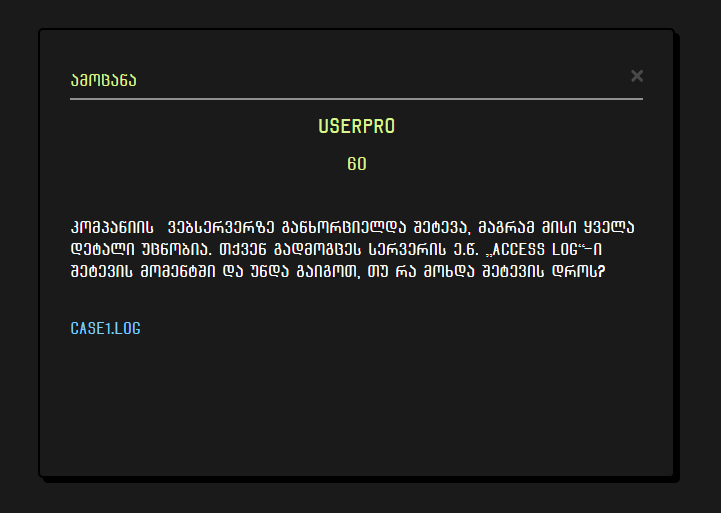 ამოცანა
×
USERPRO
60
კომპანიის ვებსერვერზე განხორციელდა შეტევა, მაგრამ მისი ყველა
დეტალი უცნობია. თქვენ გადმოგცეს სერვერის ე.წ. „ACCESS LOG“-ი
შეტევის მომენტში და უნდა გაიგოთ, თუ რა მოხდა შეტევის დროს?
CASE1.LOG